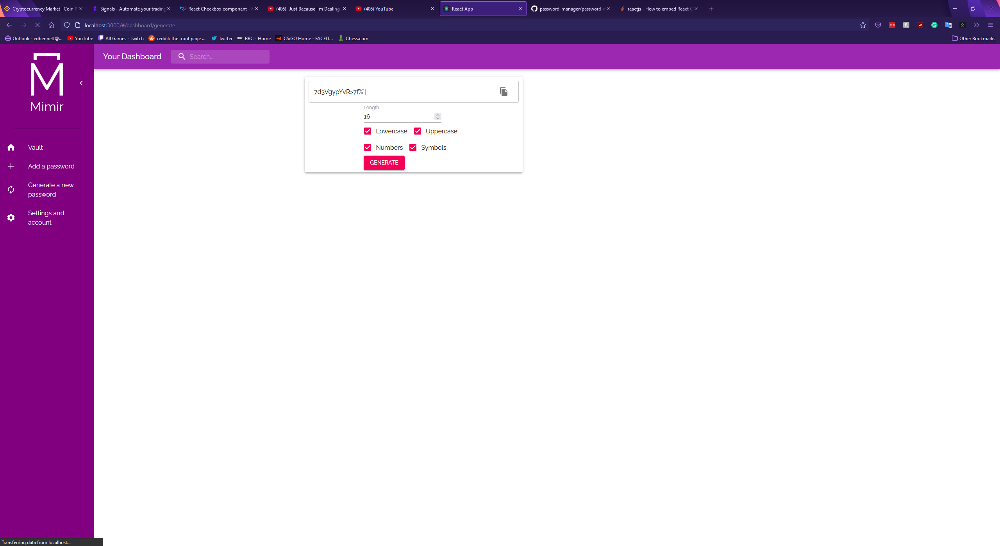 Cryptocurrency Market | Coin P
Signals - Automate your trading
React Checkbox component - M
(406) "Just Because I'm Dealing
(406) YouTube
React App
password-manager/password-m
reactjs - How to embed React C
localhost:3000/#/dashboard/generate
Outlook - edbennett@...
YouTube
All Games - Twitch
reddit: the front page ...
Twitter
BBC - Home
CS:GO Home - FACEIT...
Chess.com
Other Bookmarks
M
Mimir
Your Dashboard
Search…
7d3VgypYvR>7f%`|
Length
16
Lowercase
Uppercase
Numbers
Symbols
GENERATE
Vault
Add a password
Generate a new
password
Settings and
account
Transferring data from localhost...